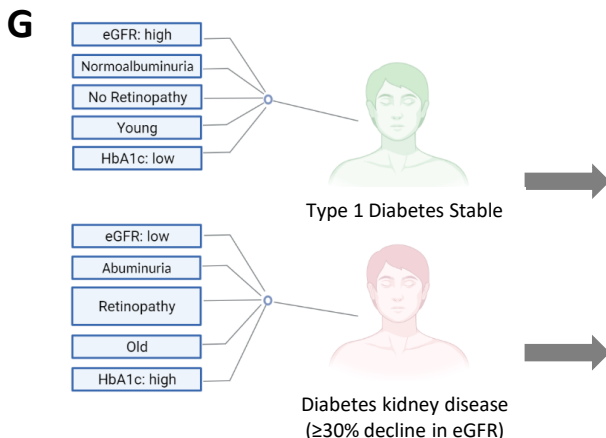 G
eGFR: high
Normoalbuminuria
No Retinopathy
Young
HbA1c: low
Type 1 Diabetes Stable
eGFR: low
Abuminuria
Retinopathy
Old
HbA1c: high
Diabetes kidney disease
(≥30% decline in eGFR)